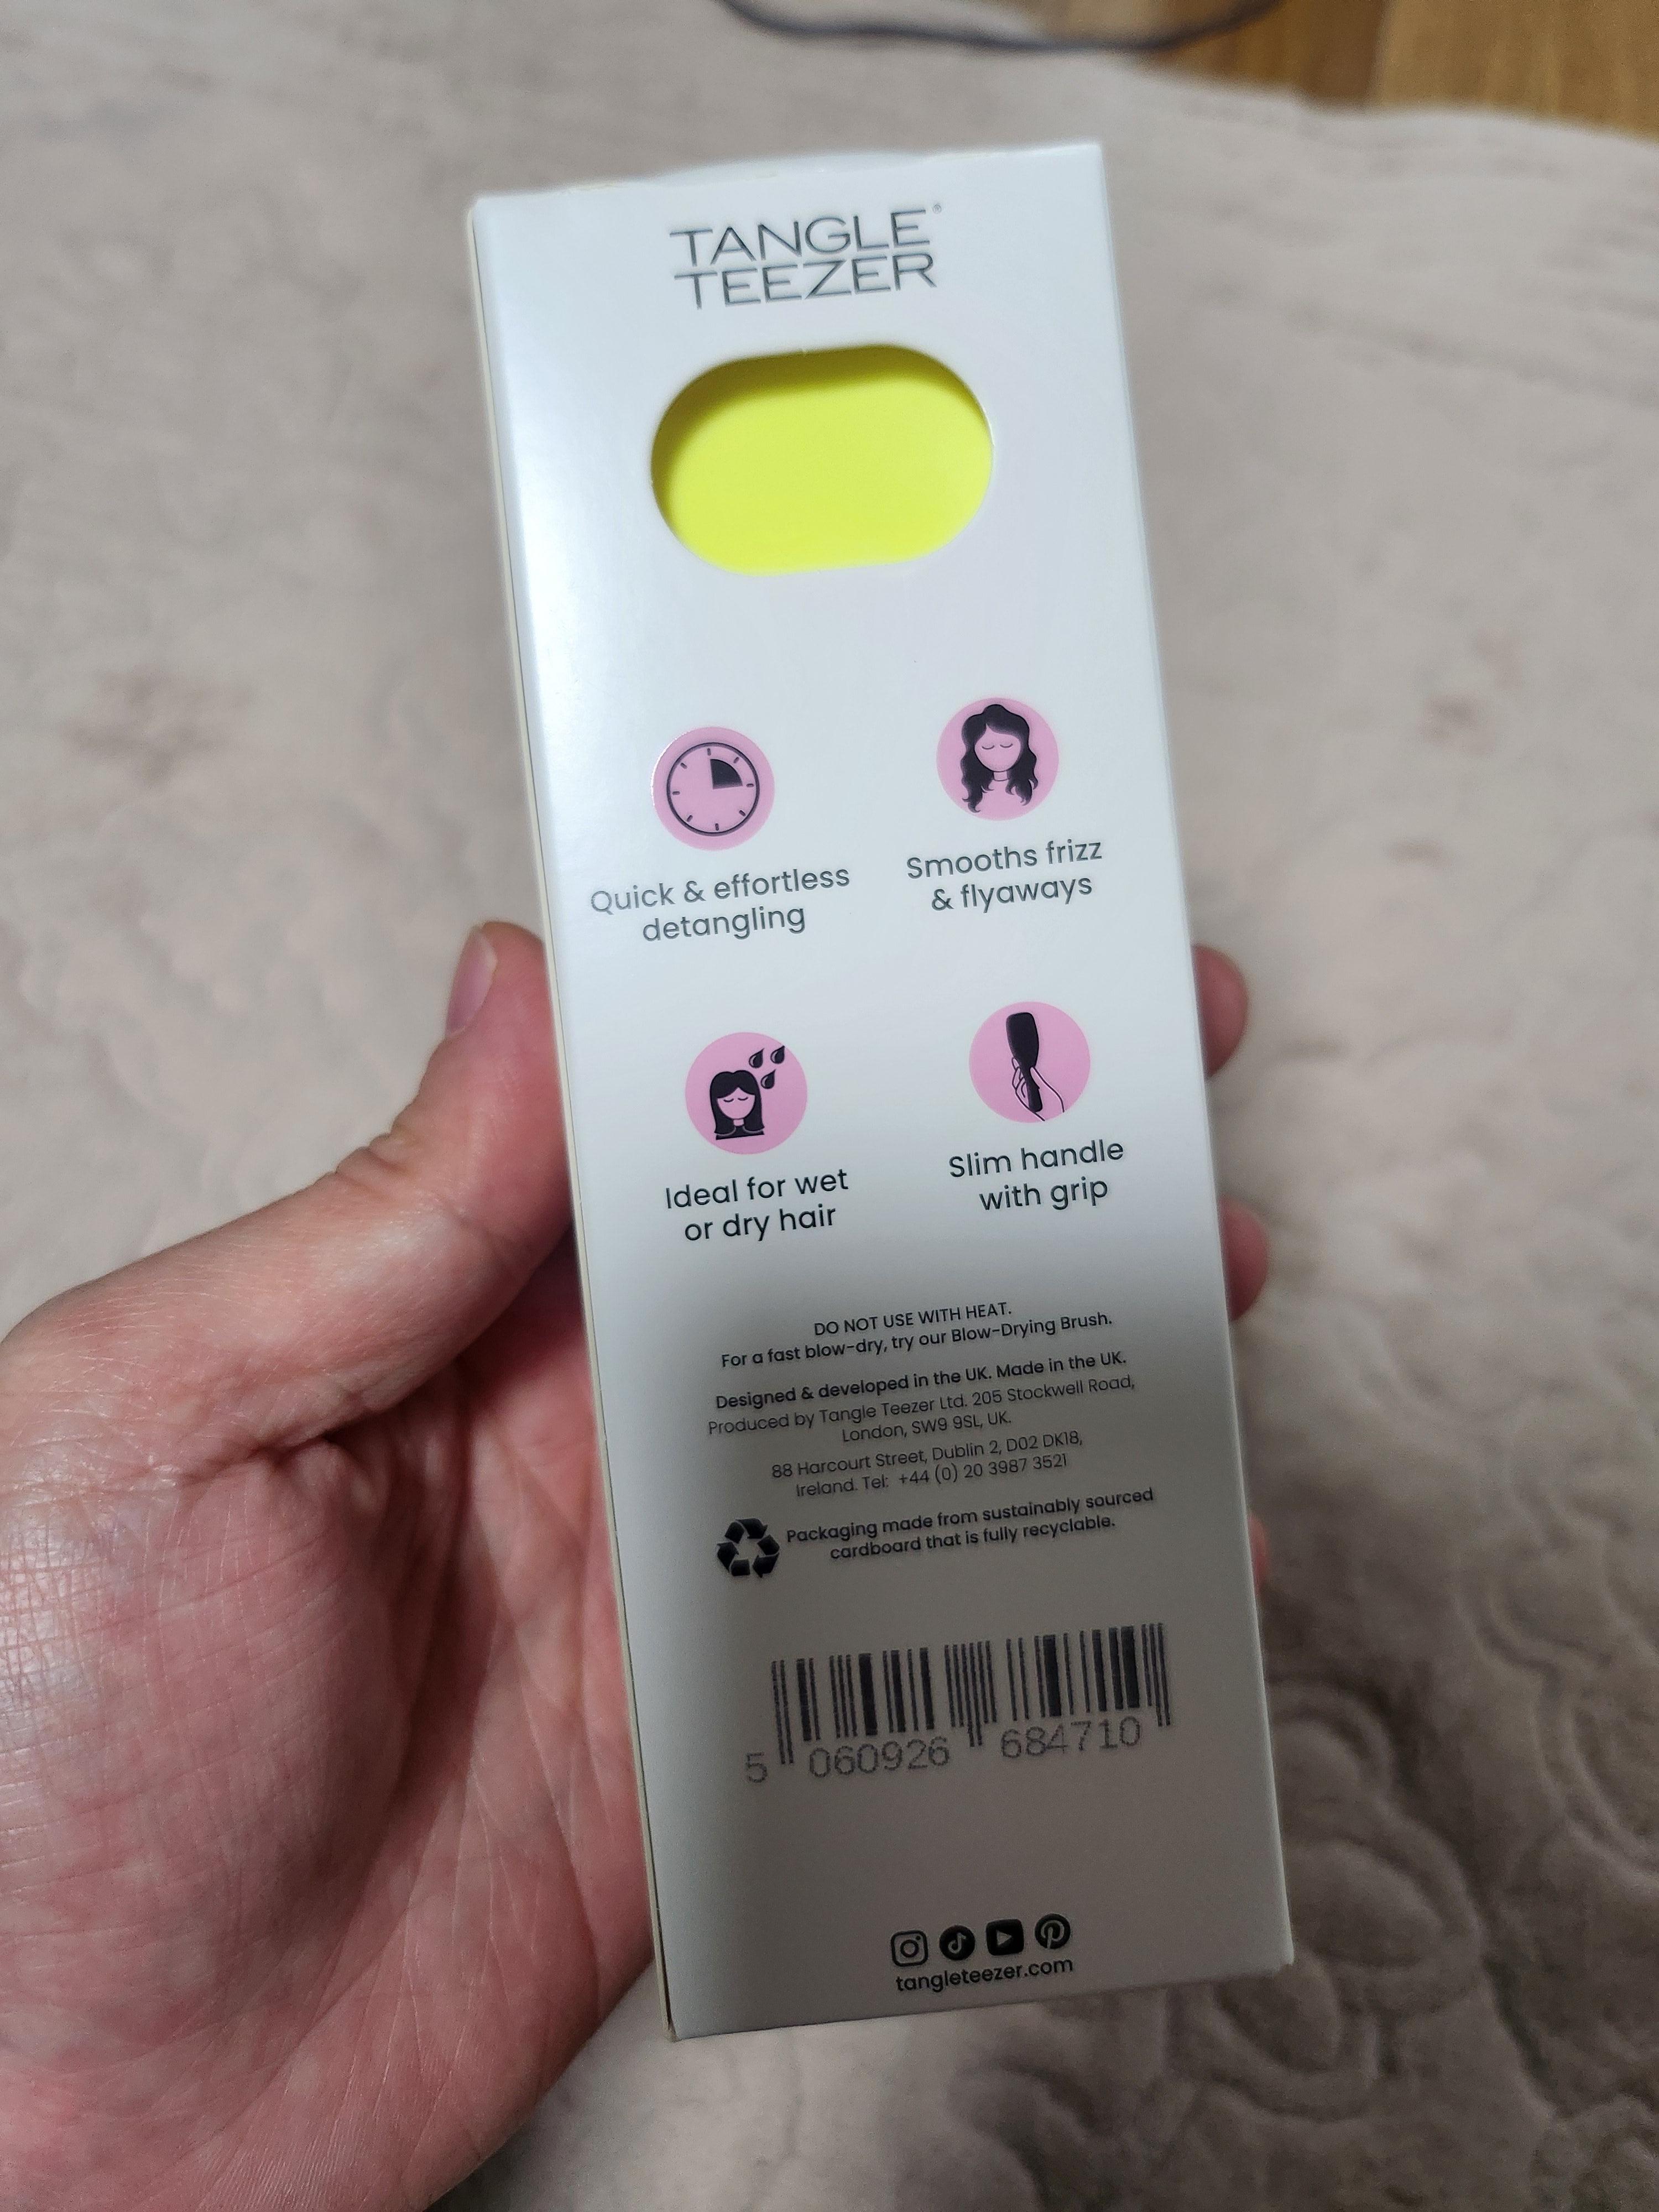 TANGLE®
TEEZER
Quick & effortless
detangling
Smooths frizz
& flyaways
Ideal for wet
or dry hair
Slim handle
with grip
DO NOT USE WITH HEAT.
For a fast blow-dry, try our Blow-Drying Brush.
Designed & developed in the UK. Made in the UK.
Produced by Tangle Teezer Ltd. 205 Stockwell Road,
London, SW9 9SL, UK.
88 Harcourt Street, Dublin 2, D02 DK18,
Ireland. Tel: +44 (0) 20 3987 3521
Packaging made from sustainably sourced
cardboard that is fully recyclable.
5 060926 684710
tangleteezer.com